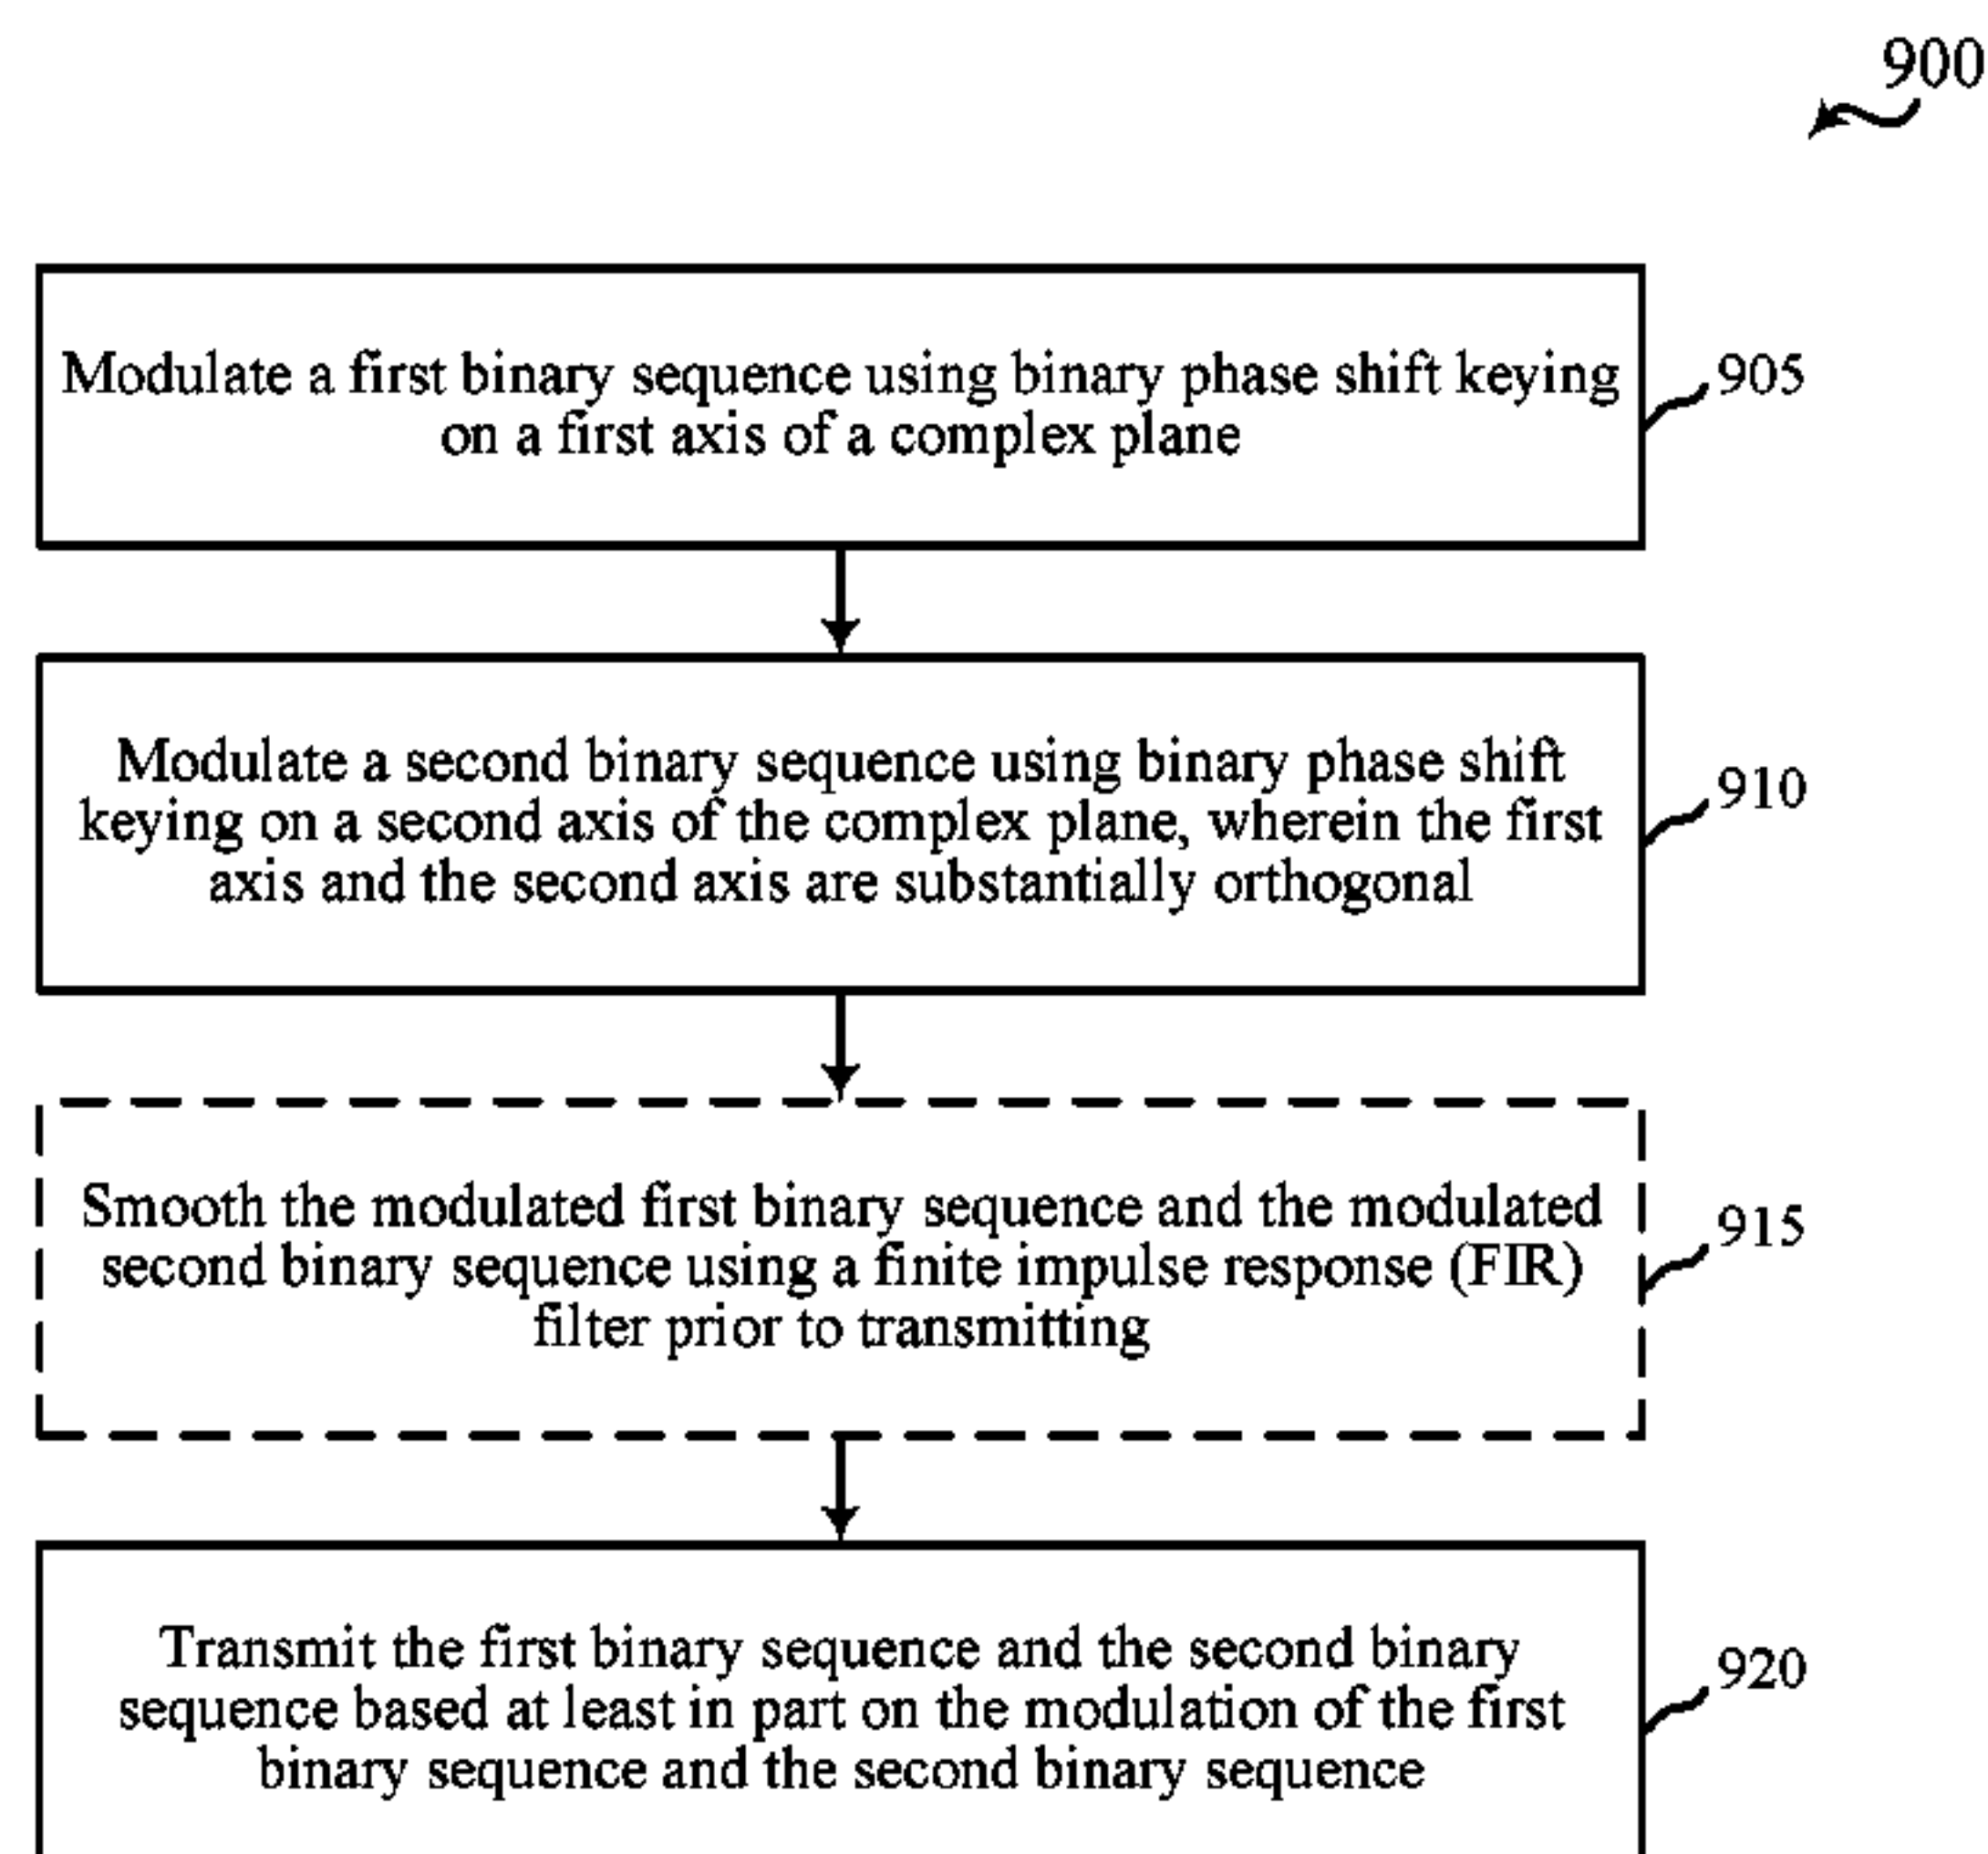 900
Modulate a first binary sequence using binary phase shift keying
on a first axis of a complex plane
905
Modulate a second binary sequence using binary phase shift
keying on a second axis of the complex plane, wherein the first
axis and the second axis are substantially orthogonal
910
Smooth the modulated first binary sequence and the modulated
second binary sequence using a finite impulse response (FIR)
filter prior to transmitting
915
Transmit the first binary sequence and the second binary
sequence based at least in part on the modulation of the first
binary sequence and the second binary sequence
920